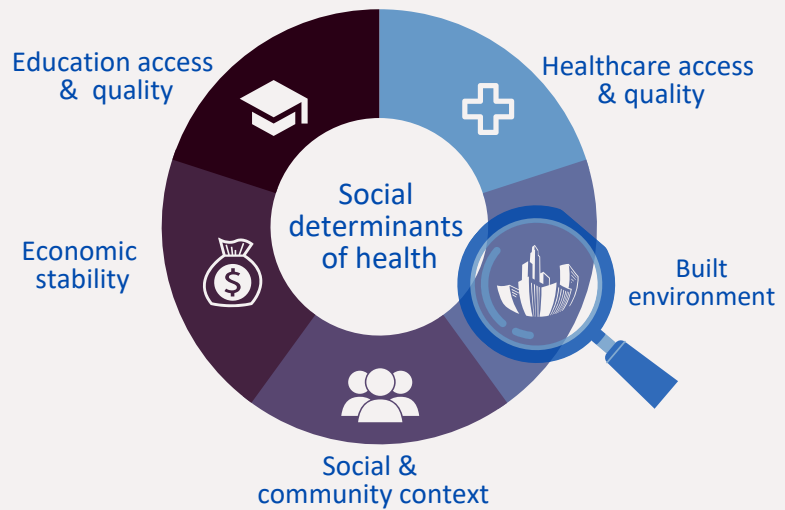 Education access
& quality
Healthcare access
& quality
Social
determinants
of health
Economic
stability
$
Built
environment
Social &
community context